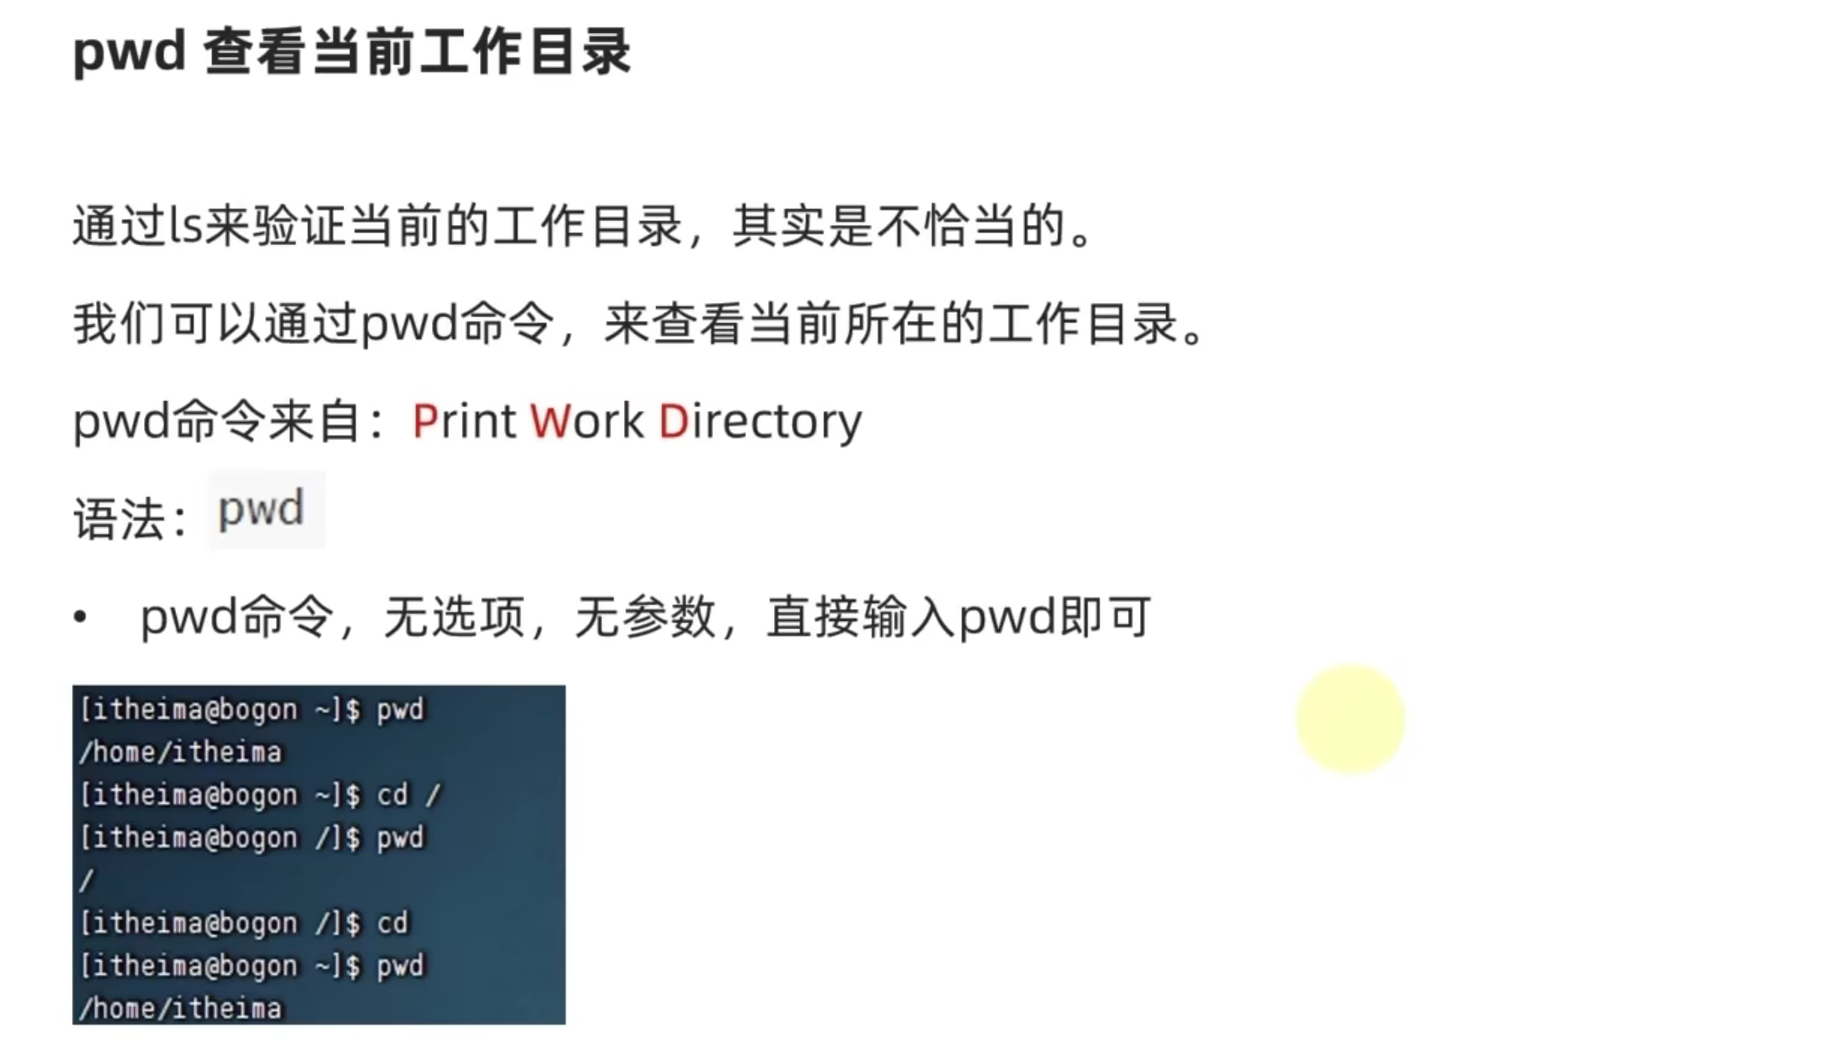 pwd 查看当前工作目录
通过ls来验证当前的工作目录，其实是不恰当的。
我们可以通过pwd命令，来查看当前所在的工作目录。
pwd命令来自：Print Work Directory
语法：pwd
• pwd命令，无选项，无参数，直接输入pwd即可
[itheima@bogon ~]$ pwd
/home/itheima
[itheima@bogon ~]$ cd /
[itheima@bogon /]$ pwd
/
[itheima@bogon /]$ cd
[itheima@bogon ~]$ pwd
/home/itheima